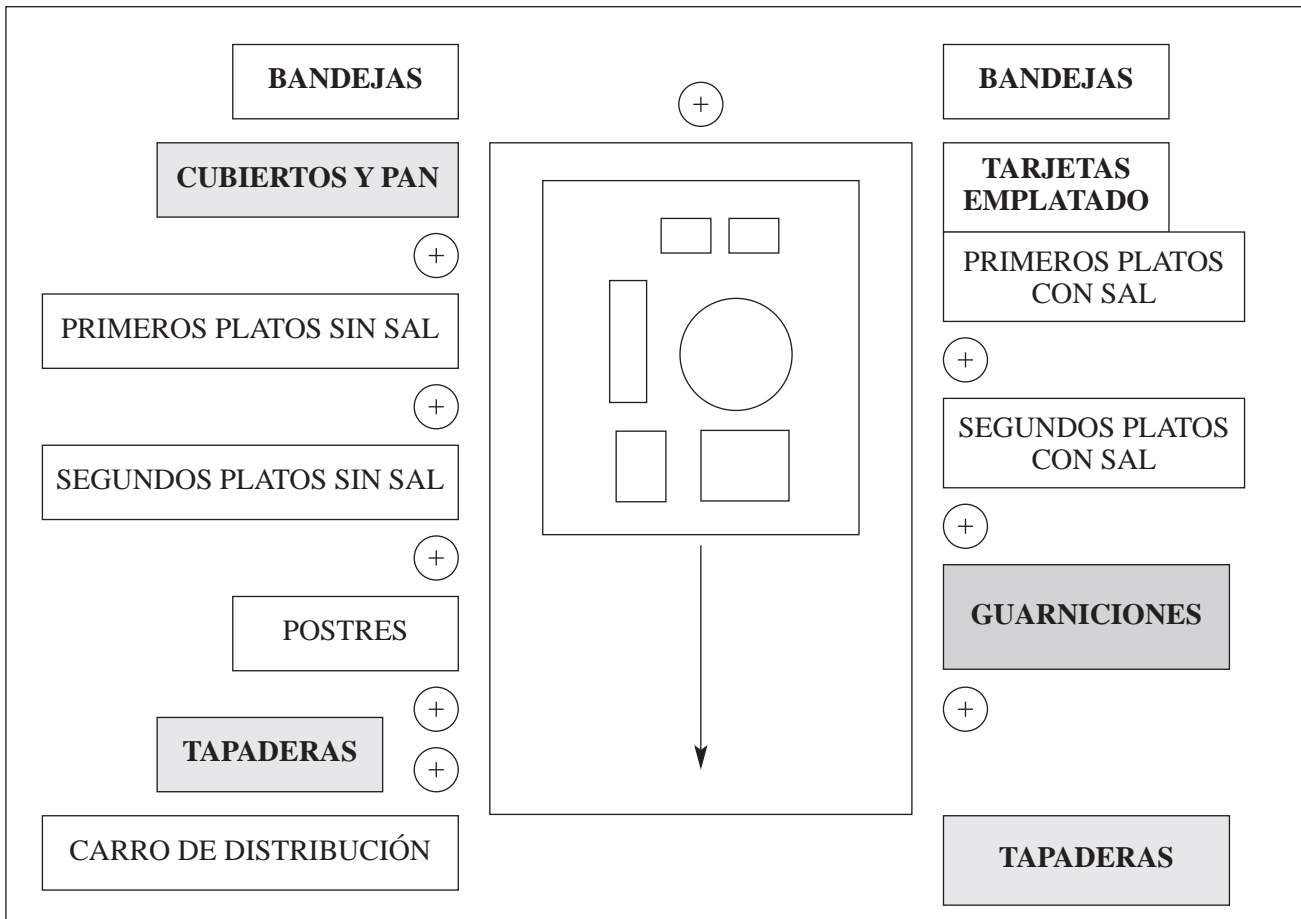 BANDEJAS
CUBIERTOS Y PAN
+
PRIMEROS PLATOS SIN SAL
+
SEGUNDOS PLATOS SIN SAL
+
POSTRES
+
TAPADERAS
+
CARRO DE DISTRIBUCIÓN
+
BANDEJAS
TARJETAS
EMPLATADO
PRIMEROS PLATOS
CON SAL
+
SEGUNDOS PLATOS
CON SAL
+
GUARNICIONES
+
TAPADERAS